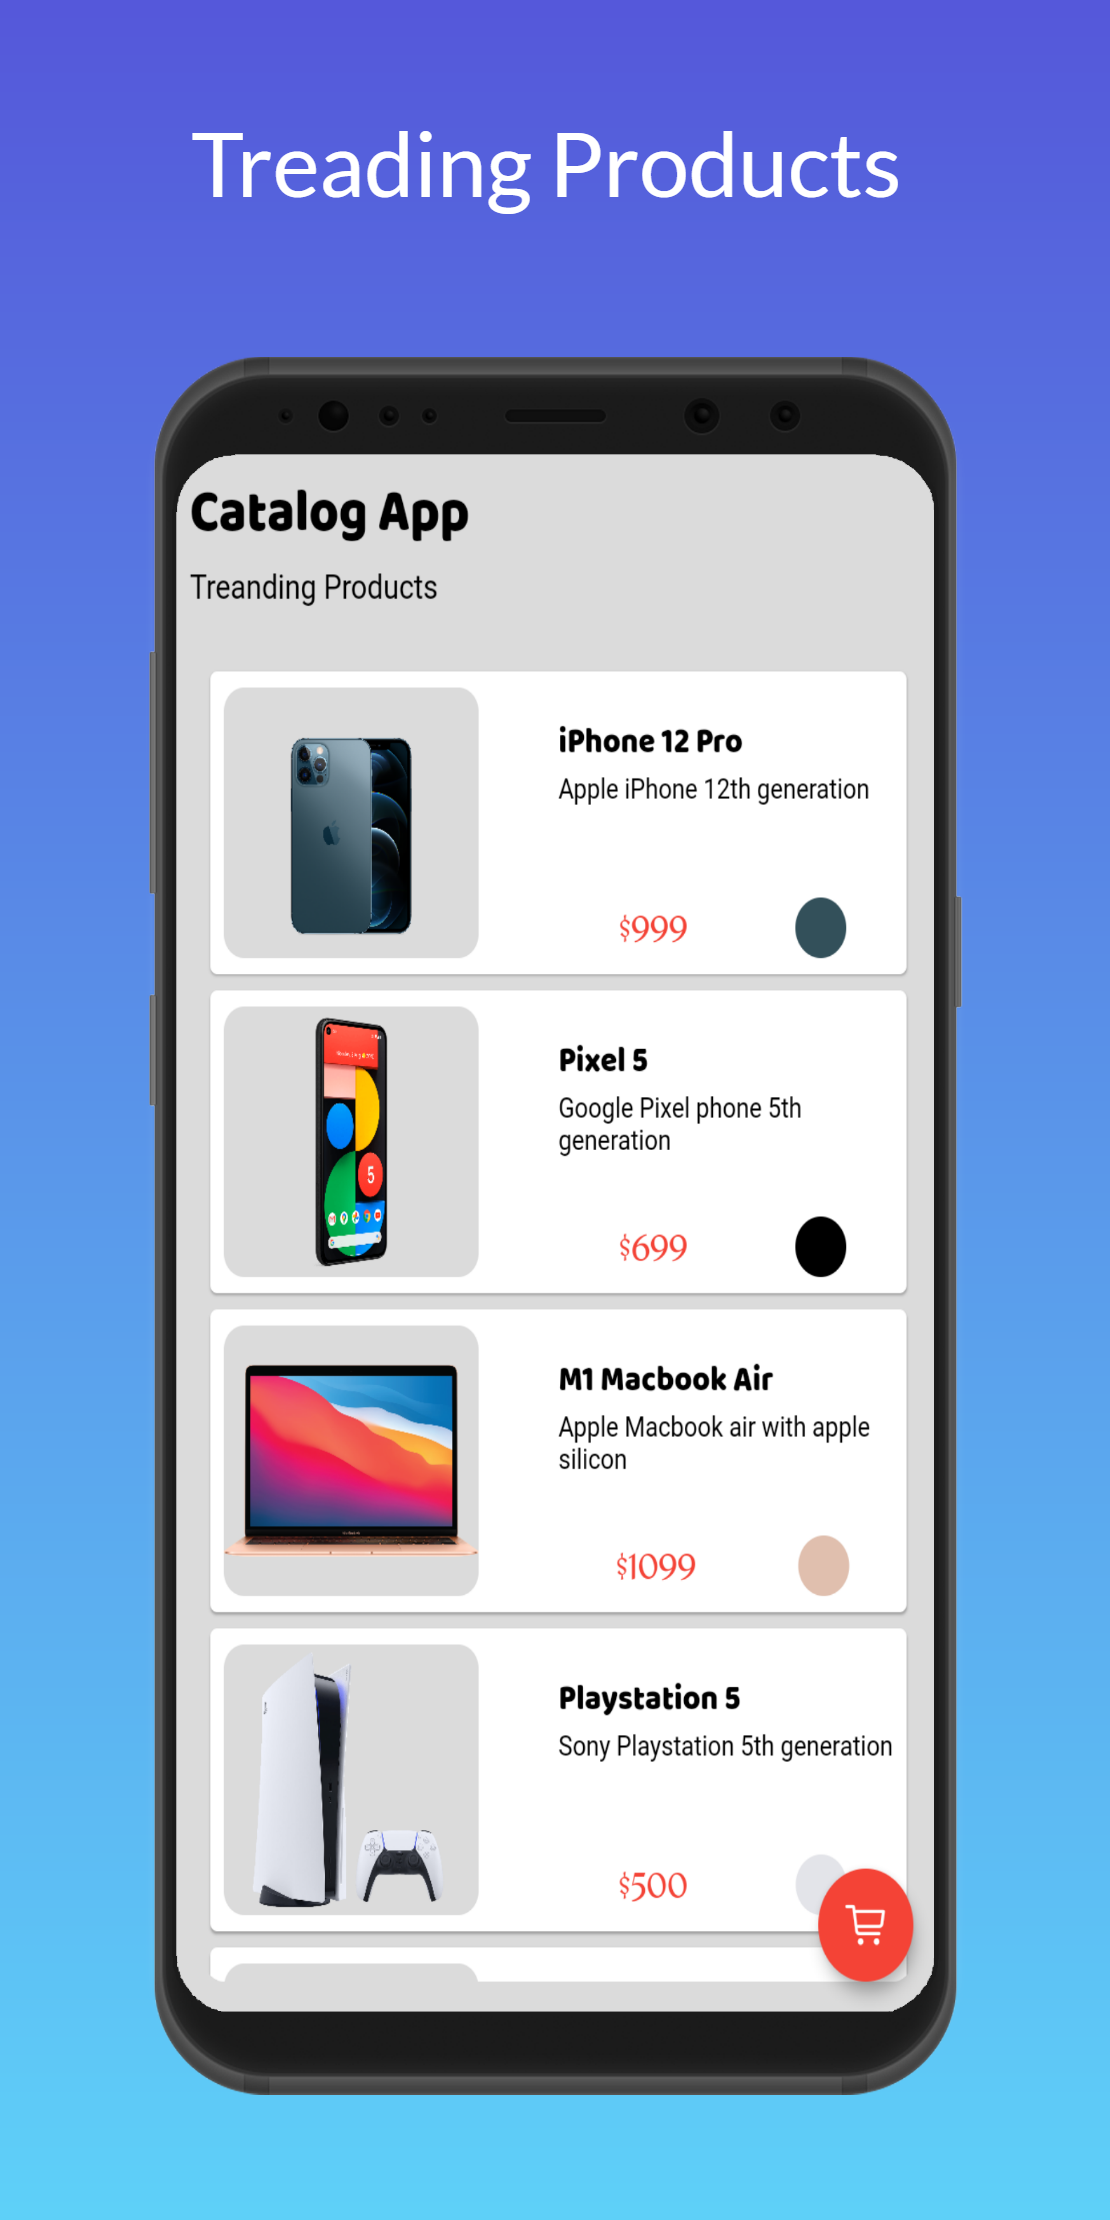 Treading Products
Catalog App
Treanding Products
iPhone 12 Pro
Apple iPhone 12th generation
$999
Pixel 5
Google Pixel phone 5th
generation
5
$699
M1 Macbook Air
Apple Macbook air with apple
silicon
$1099
Playstation 5
Sony Playstation 5th generation
$500